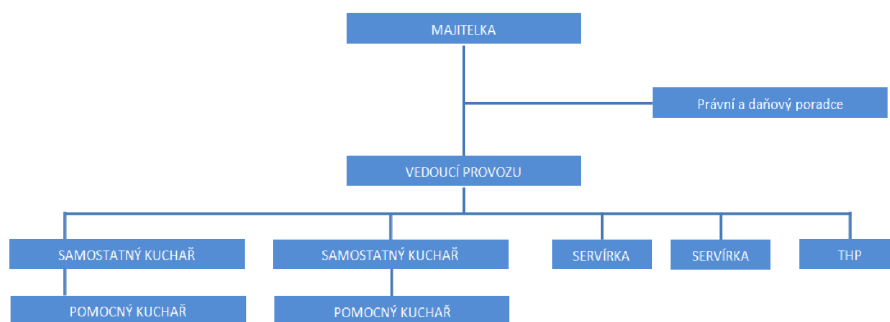 MAJITELKA
Právní a daňový poradce
VEDOUCÍ PROVOZU
SAMOSTATNÝ KUCHAŘ
SAMOSTATNÝ KUCHAŘ
SERVÍRKA
SERVÍRKA
THP
POMOCNÝ KUCHAŘ
POMOCNÝ KUCHAŘ